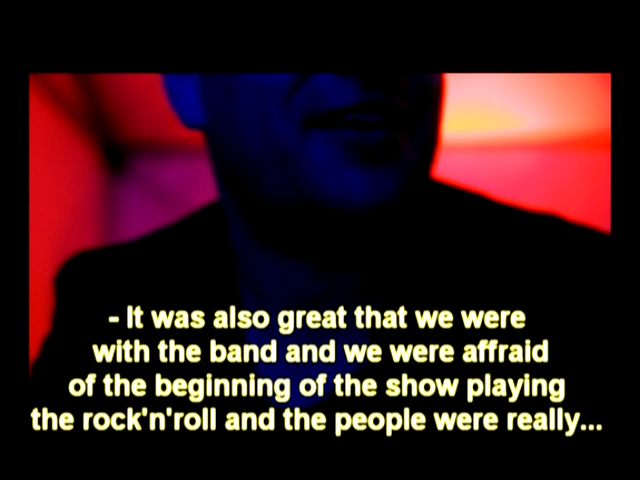 - It was also great that we were
with the band and we were affraid
of the beginning of the show playing
the rock'n'roll and the people were really...